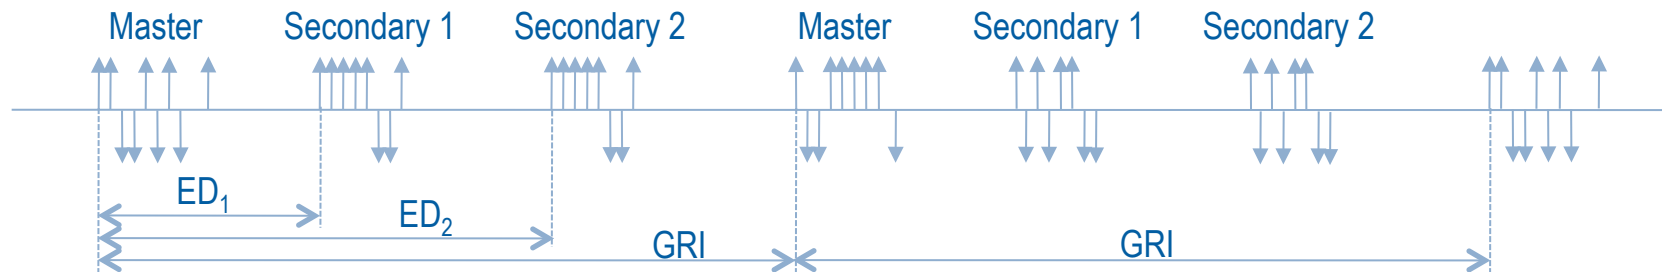 Master Secondary 1 Secondary 2 Master Secondary 1 Secondary 2
ED1
ED2
GRI GRI